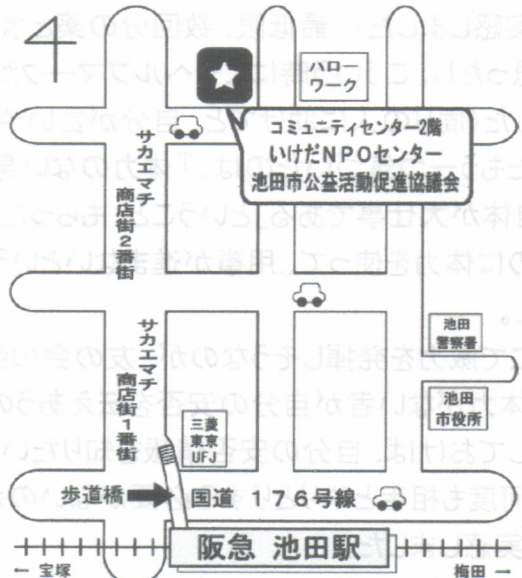 ハロー
ワーク
コミュニティセンター2階
いけだNPOセンター
池田市公益活動促進協議会
サカエマチ
商店街2番街
池田
警察署
池田
市役所
サカエマチ
商店街1番街
三菱
東京
UFJ
歩道橋
国道176号線
阪急 池田駅
← 宝塚
梅田 →